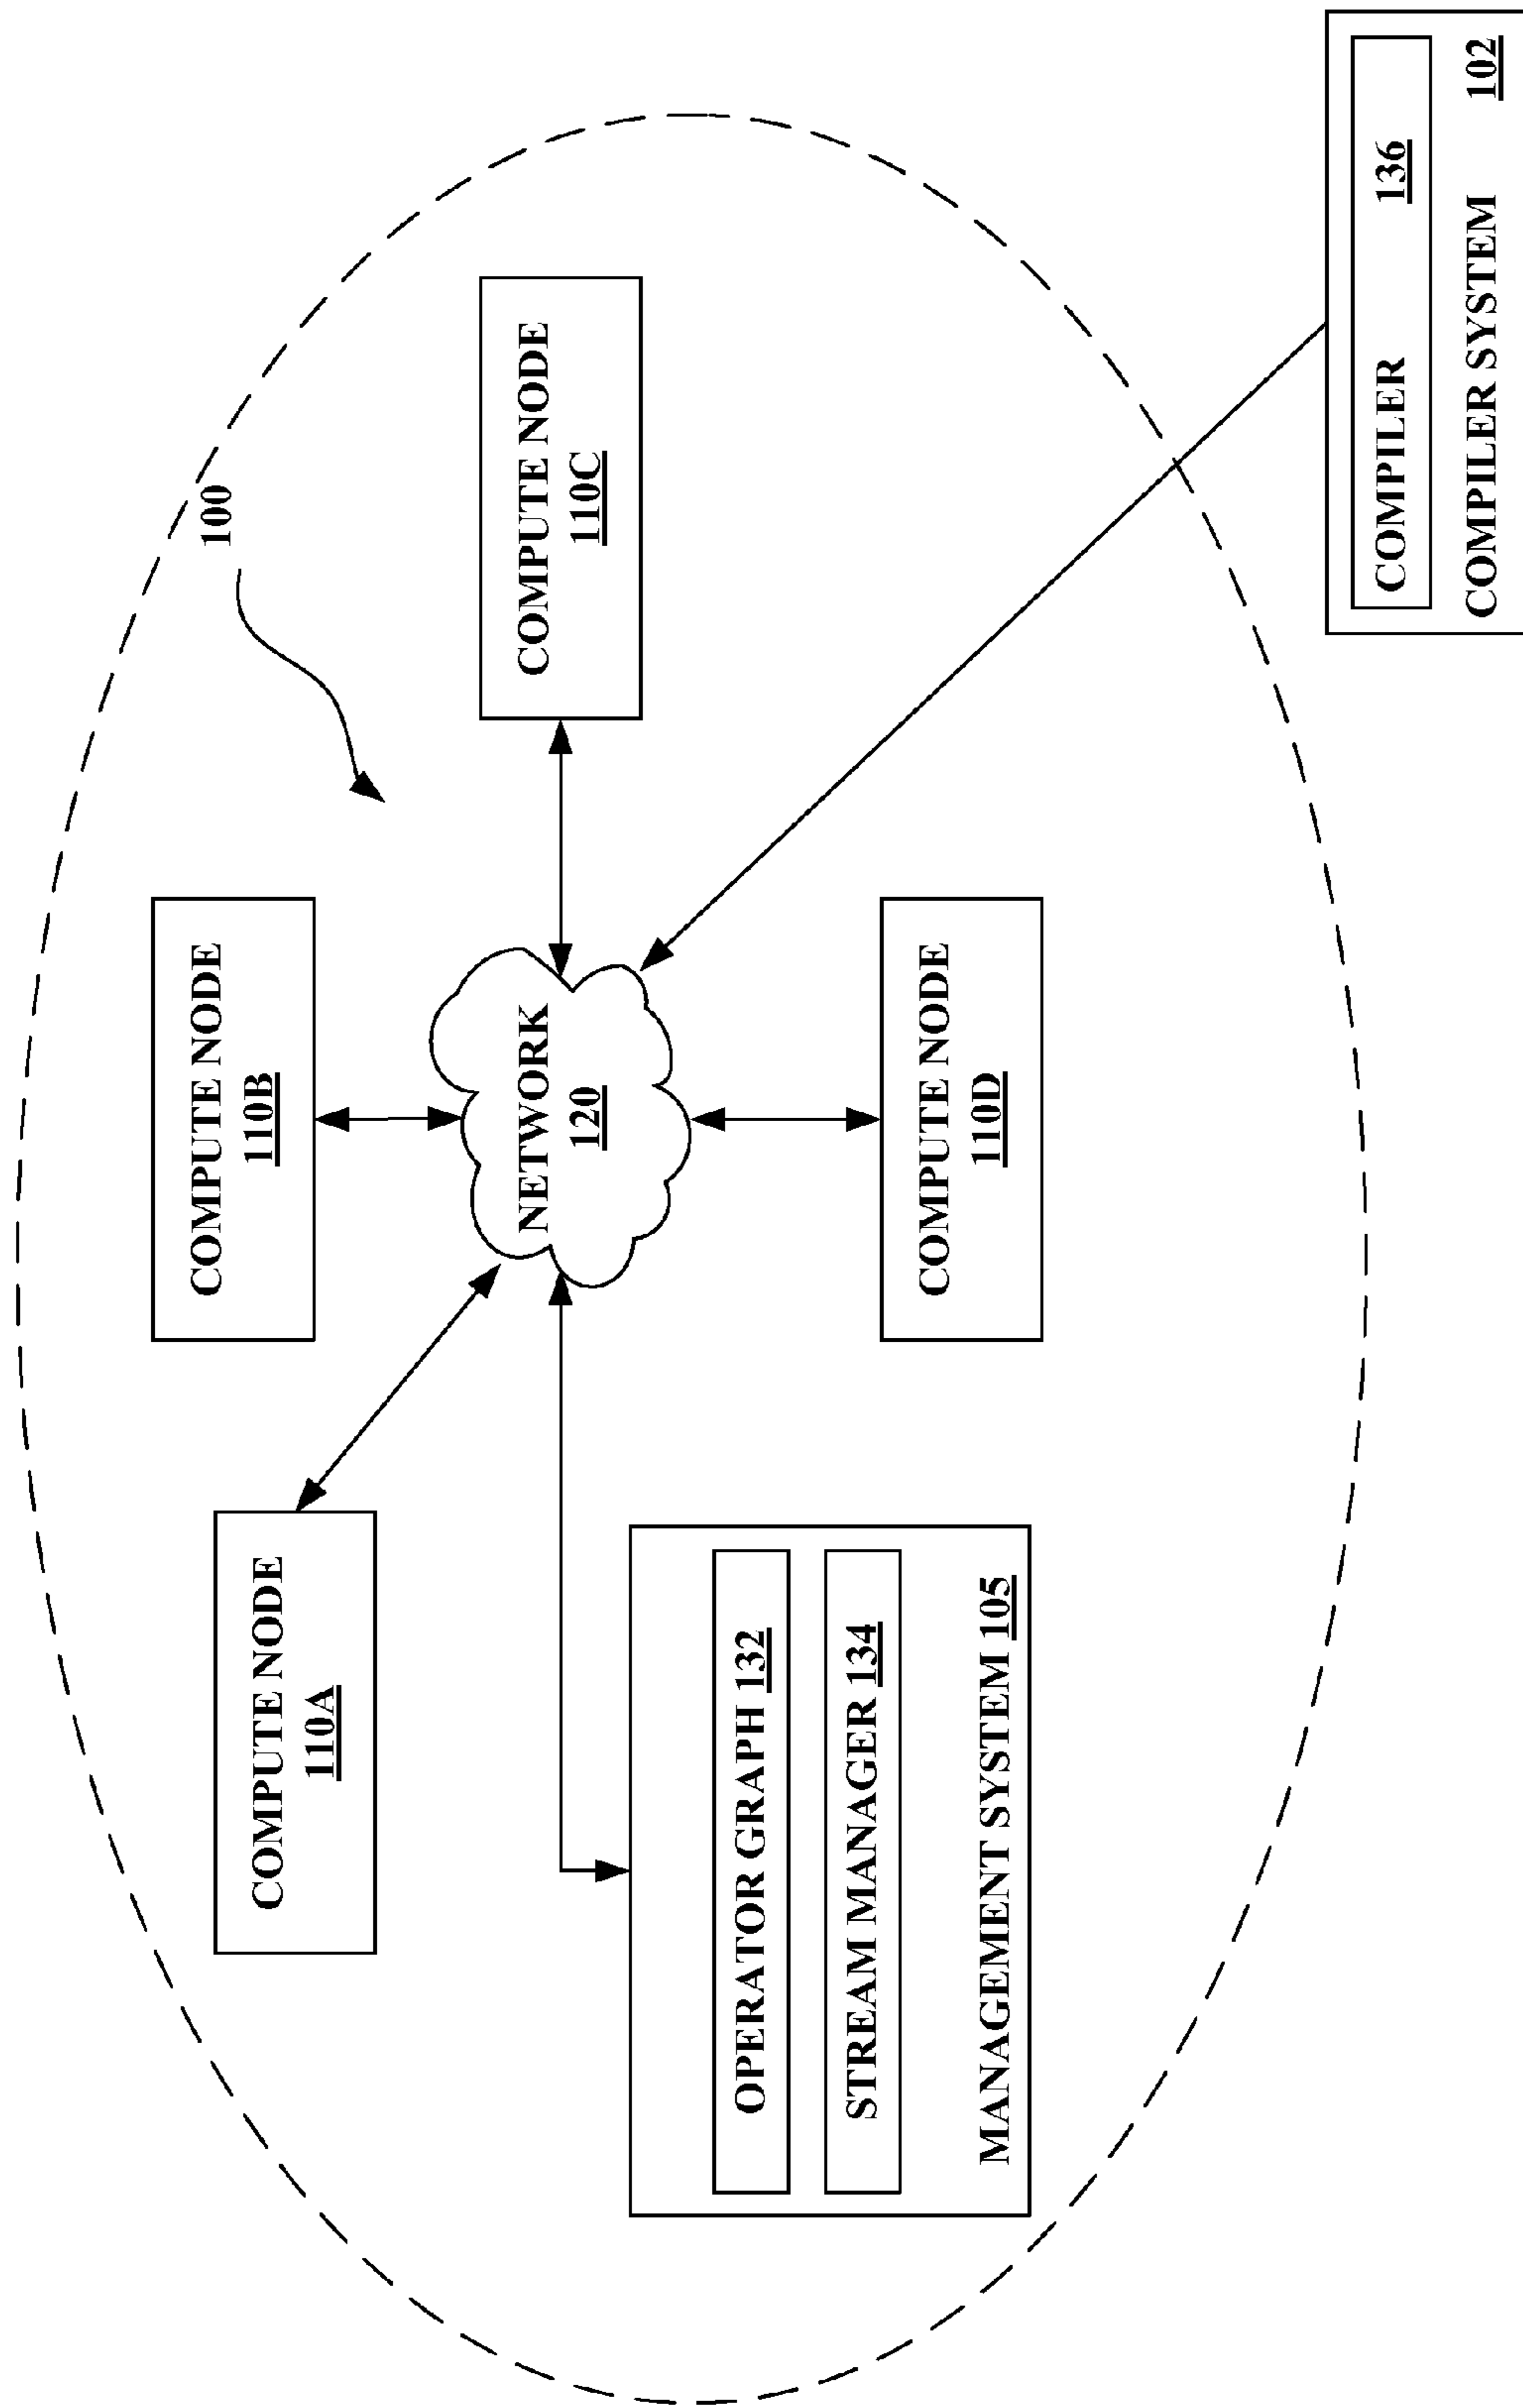 100
COMPUTE NODE
110A
COMPUTE NODE
110B
COMPUTE NODE
110C
NETWORK
120
COMPUTE NODE
110D
OPERATOR GRAPH 132
STREAM MANAGER 134
MANAGEMENT SYSTEM 105
COMPILER 136
COMPILER SYSTEM 102